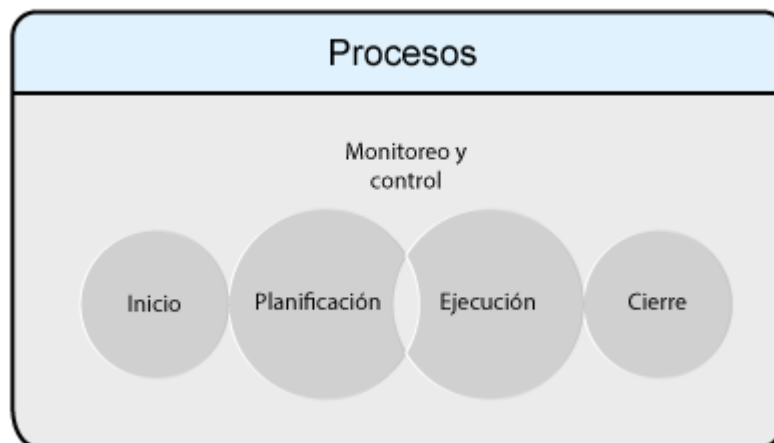 Procesos
Monitoreo y
control
Inicio
Planificación
Ejecución
Cierre